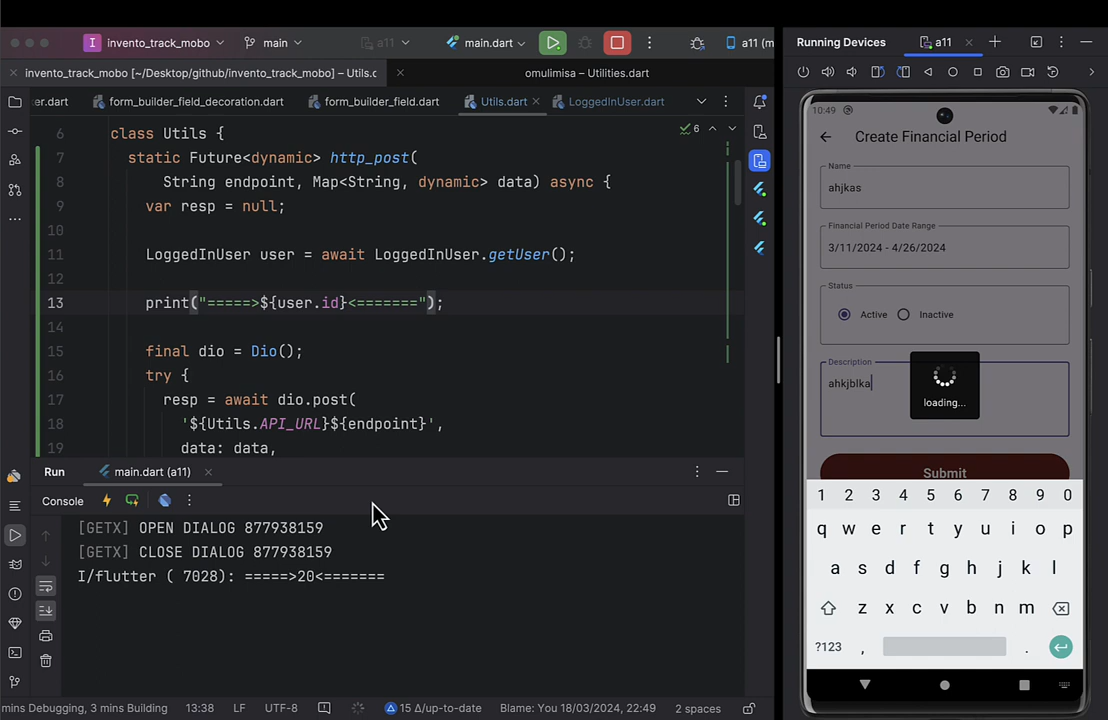 invento_track_mobo
main
a11
main.dart
a11 (m
invento_track_mobo [~/Desktop/github/invento_track_mobo] – Utils.c
omulimisa – Utilities.dart
er.dart
form_builder_field_decoration.dart
form_builder_field.dart
Utils.dart
LoggedInUser.dart
6 class Utils {
7 static Future<dynamic> http_post(
8 String endpoint, Map<String, dynamic> data) async {
9 var resp = null;
10
11 LoggedInUser user = await LoggedInUser.getUser();
12
13 print("=====>${user.id}<=======");
14
15 final dio = Dio();
16 try {
17 resp = await dio.post(
18 '${Utils.API_URL}${endpoint}',
19 data: data,
6
Run
main.dart (a11)
Console
[GETX] OPEN DIALOG 877938159
[GETX] CLOSE DIALOG 877938159
I/flutter ( 7028): =====>20<=======
mins Debugging, 3 mins Building
13:38
LF
UTF-8
15 Δ/up-to-date
Blame: You 18/03/2024, 22:49
2 spaces
Running Devices
a11
10:49
Create Financial Period
Name
ahjkas
Financial Period Date Range
3/11/2024 - 4/26/2024
Status
Active
Inactive
Description
ahkjblka
loading...
Submit
1 2 3 4 5 6 7 8 9 0
q w e r t y u i o p
a s d f g h j k l
z x c v b n m
?123 , .